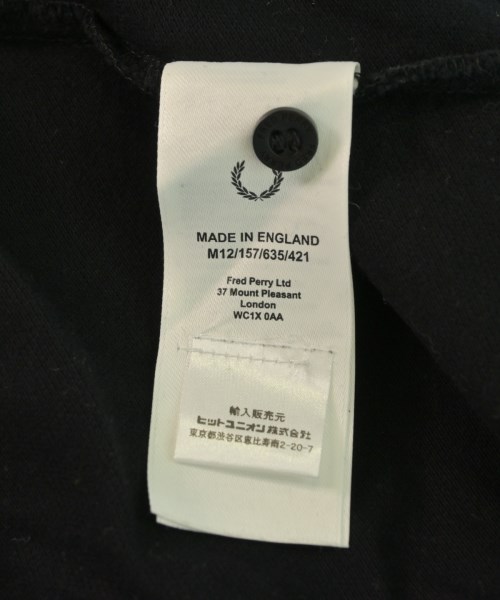 MADE IN ENGLAND
M12/157/635/421
Fred Perry Ltd
37 Mount Pleasant
London
WC1X 0AA
輸入販売元
ヒットユニオン株式会社
東京都渋谷区恵比寿南2-20-7